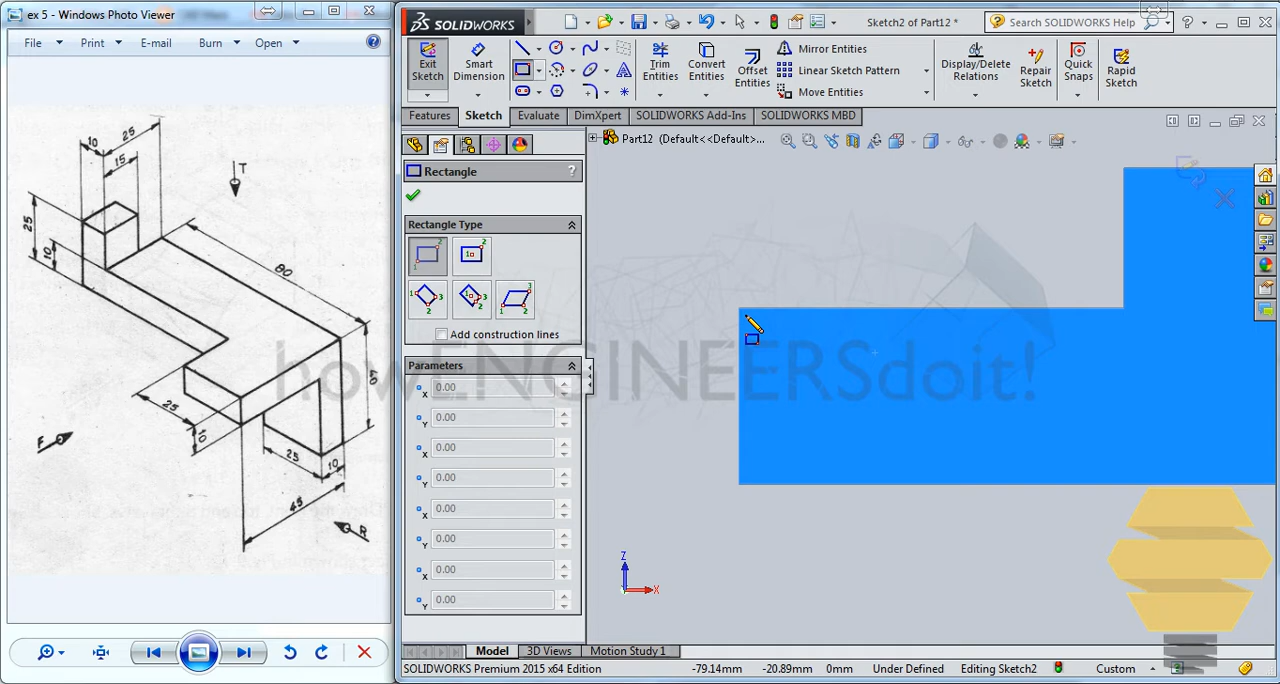 ex 5 - Windows Photo Viewer
File Print E-mail Burn Open
10 25
15
T
25
10
80
40
25
10
F
25
10
45
R
SOLIDWORKS Sketch2 of Part12 * Search SOLIDWORKS Help
Exit Sketch
Smart Dimension
Trim Entities
Convert Entities
Offset Entities
Mirror Entities
Linear Sketch Pattern
Move Entities
Display/Delete Relations
Repair Sketch
Quick Snaps
Rapid Sketch
Features Sketch Evaluate DimXpert SOLIDWORKS Add-Ins SOLIDWORKS MBD
Part12 (Default<<Default>...
Rectangle ?
Rectangle Type
Add construction lines
Parameters
X 0.00
Y 0.00
X 0.00
Y 0.00
X 0.00
Y 0.00
X 0.00
Y 0.00
howENGINEERSdoit!
Z
X
Model 3D Views Motion Study 1
SOLIDWORKS Premium 2015 x64 Edition -79.14mm -20.89mm 0mm Under Defined Editing Sketch2 Custom